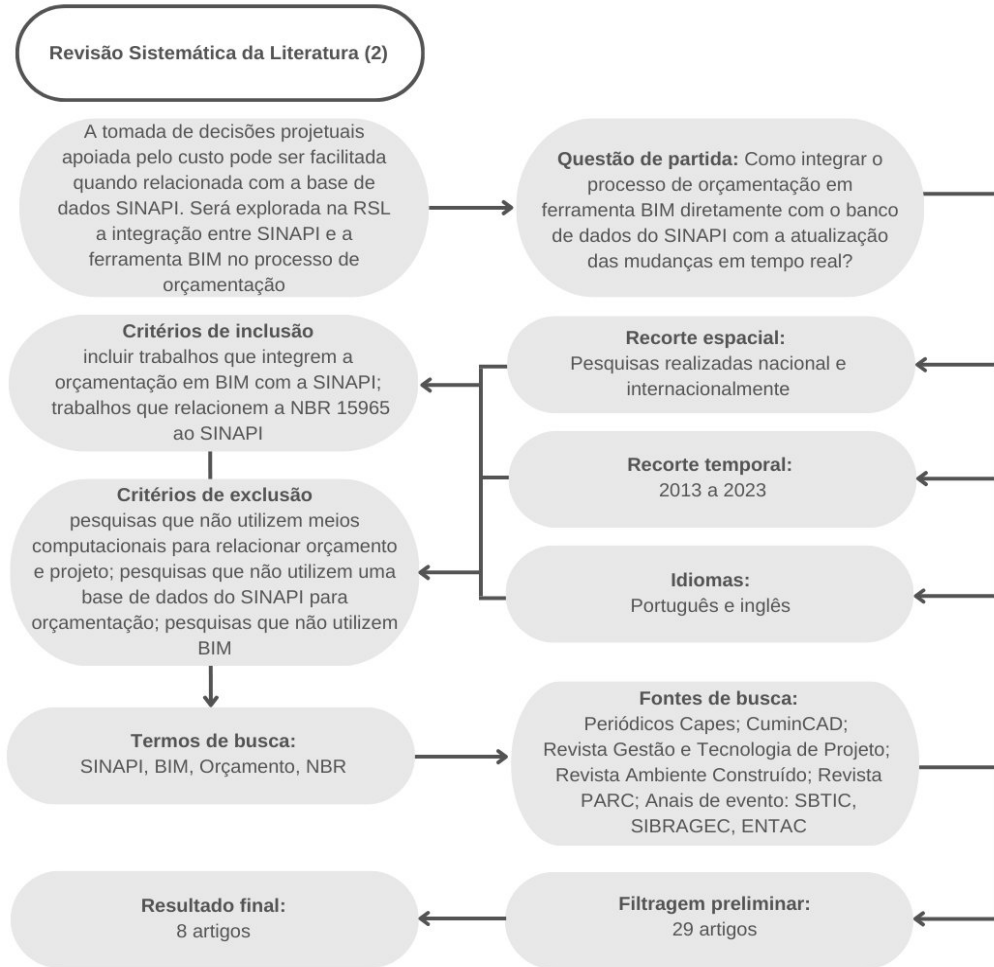 Revisão Sistemática da Literatura (2)
A tomada de decisões projetuais
apoiada pelo custo pode ser facilitada
quando relacionada com a base de
dados SINAPI. Será explorada na RSL
a integração entre SINAPI e a
ferramenta BIM no processo de
orçamentação
Questão de partida: Como integrar o
processo de orçamentação em
ferramenta BIM diretamente com o banco
de dados do SINAPI com a atualização
das mudanças em tempo real?
Recorte espacial:
Pesquisas realizadas nacional e
internacionalmente
Recorte temporal:
2013 a 2023
Idiomas:
Português e inglês
Critérios de inclusão
incluir trabalhos que integrem a
orçamentação em BIM com a SINAPI;
trabalhos que relacionem a NBR 15965
ao SINAPI
Critérios de exclusão
pesquisas que não utilizem meios
computacionais para relacionar orçamento
e projeto; pesquisas que não utilizem uma
base de dados do SINAPI para
orçamentação; pesquisas que não utilizem
BIM
Termos de busca:
SINAPI, BIM, Orçamento, NBR
Fontes de busca:
Periódicos Capes; CuminCAD;
Revista Gestão e Tecnologia de Projeto;
Revista Ambiente Construído; Revista
PARC; Anais de evento: SBTIC,
SIBRAGEC, ENTAC
Filtragem preliminar:
29 artigos
Resultado final:
8 artigos